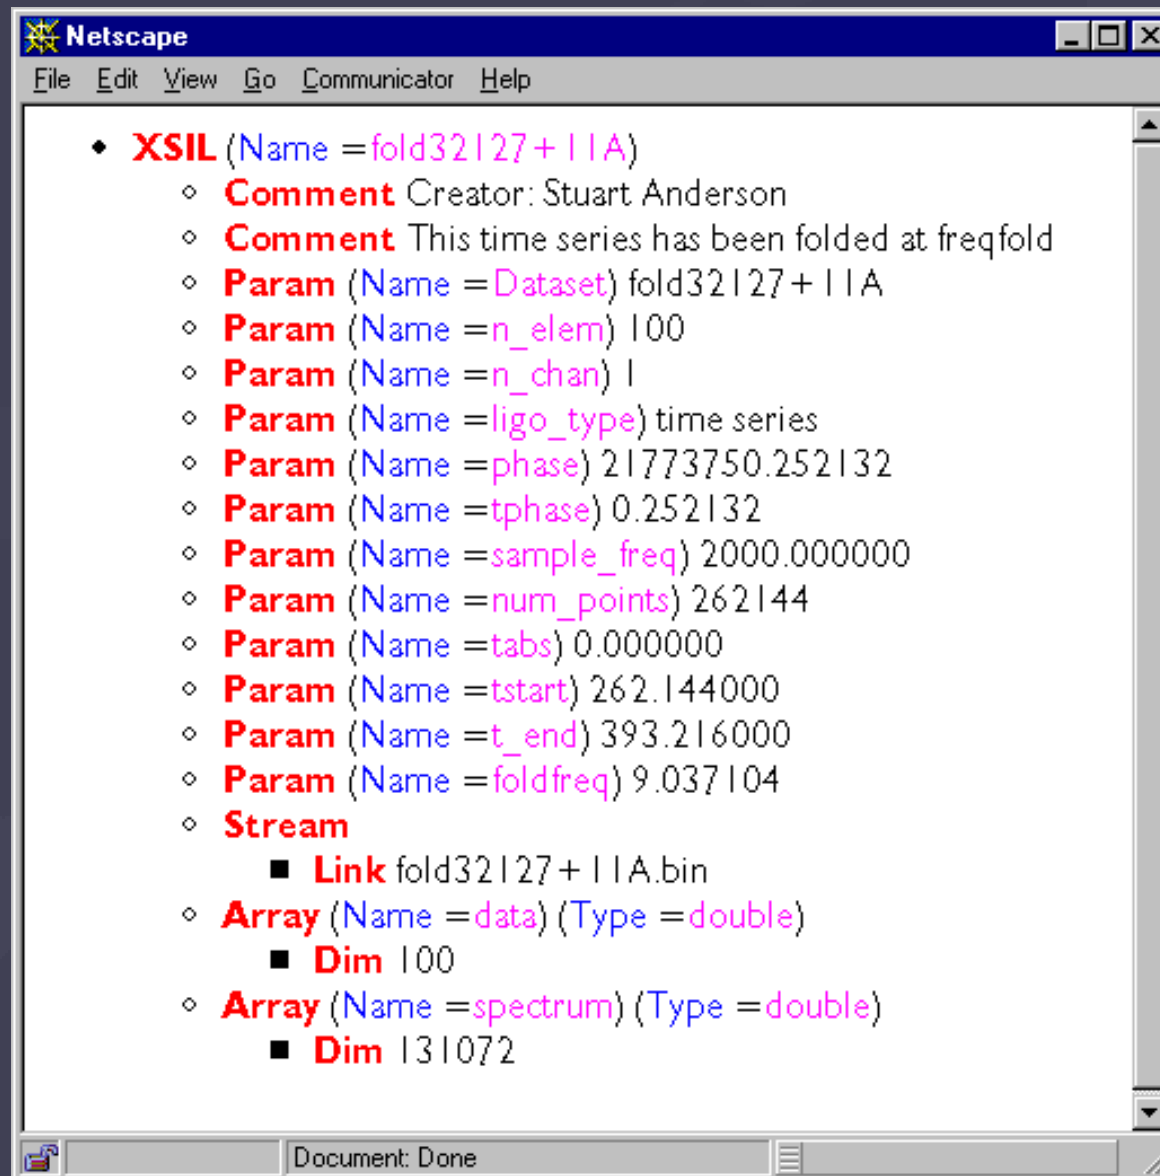 Netscape
File Edit View Go Communicator Help
XSIL (Name =fold32127+11A)
Comment Creator: Stuart Anderson
Comment This time series has been folded at freqfold
Param (Name =Dataset) fold32127+11A
Param (Name =n_elem) 100
Param (Name =n_chan) 1
Param (Name =ligo_type) time series
Param (Name =phase) 21773750.252132
Param (Name =tphase) 0.252132
Param (Name =sample_freq) 2000.000000
Param (Name =num_points) 262144
Param (Name =tabs) 0.000000
Param (Name =tstart) 262.144000
Param (Name =t_end) 393.216000
Param (Name =foldfreq) 9.037104
Stream
Link fold32127+11A.bin
Array (Name =data) (Type =double)
Dim 100
Array (Name =spectrum) (Type =double)
Dim 131072
Document: Done